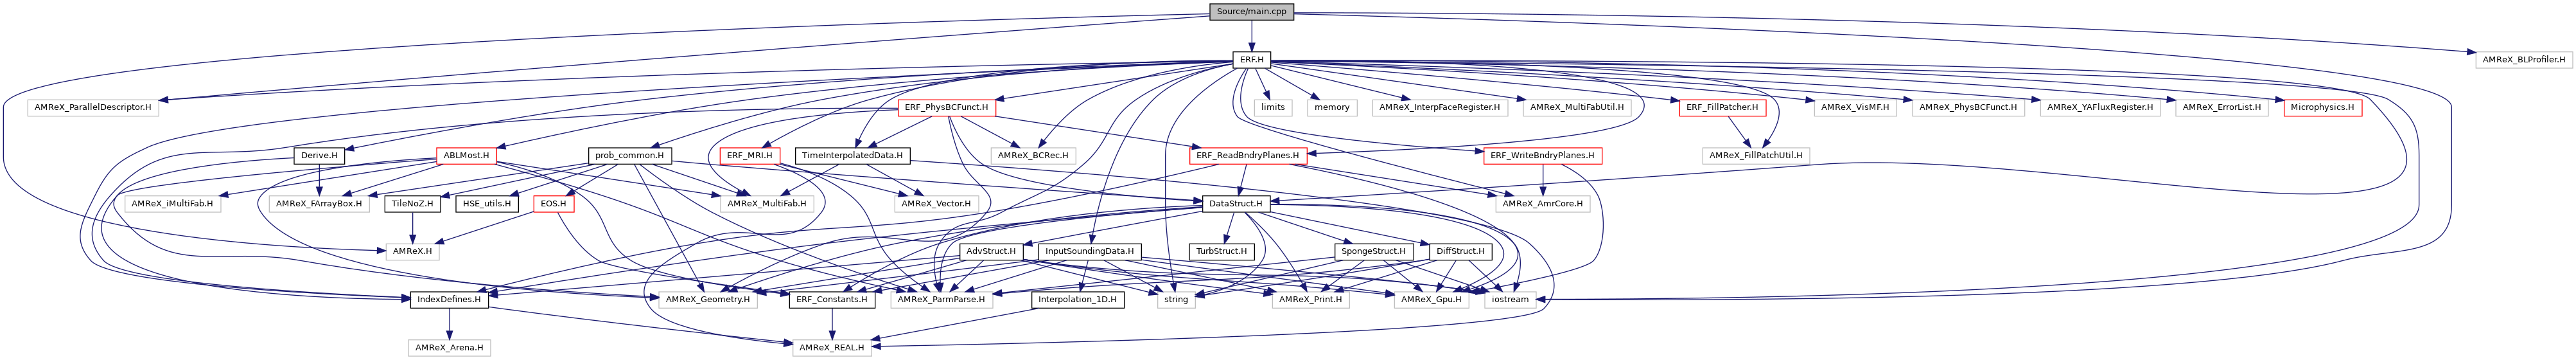 Source/main.cpp
ERF.H
AMReX_BLProfiler.H
AMReX_ParallelDescriptor.H
ERF_PhysBCFunct.H
limits
memory
AMReX_InterpFaceRegister.H
AMReX_MultiFabUtil.H
ERF_FillPatcher.H
AMReX_VisMF.H
AMReX_PhysBCFunct.H
AMReX_YAFluxRegister.H
AMReX_ErrorList.H
Microphysics.H
Derive.H
ABLMost.H
prob_common.H
ERF_MRI.H
TimeInterpolatedData.H
AMReX_BCRec.H
ERF_ReadBndryPlanes.H
ERF_WriteBndryPlanes.H
AMReX_FillPatchUtil.H
AMReX_iMultiFab.H
AMReX_FArrayBox.H
TileNoZ.H
HSE_utils.H
EOS.H
AMReX_MultiFab.H
AMReX_Vector.H
DataStruct.H
AMReX_AmrCore.H
AMReX.H
AdvStruct.H
InputSoundingData.H
TurbStruct.H
SpongeStruct.H
DiffStruct.H
IndexDefines.H
AMReX_Geometry.H
ERF_Constants.H
AMReX_ParmParse.H
Interpolation_1D.H
string
AMReX_Print.H
AMReX_Gpu.H
iostream
AMReX_Arena.H
AMReX_REAL.H